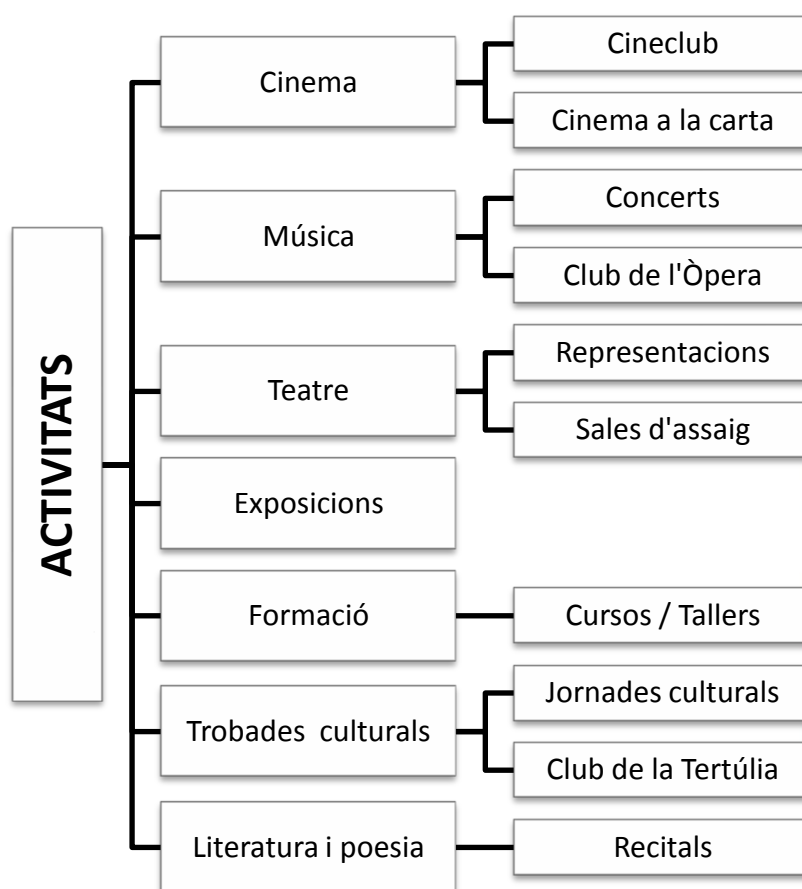 ACTIVITATS
Cinema
Cineclub
Cinema a la carta
Música
Concerts
Club de l'Òpera
Teatre
Representacions
Sales d'assaig
Exposicions
Formació
Cursos / Tallers
Trobades culturals
Jornades culturals
Club de la Tertúlia
Literatura i poesia
Recitals